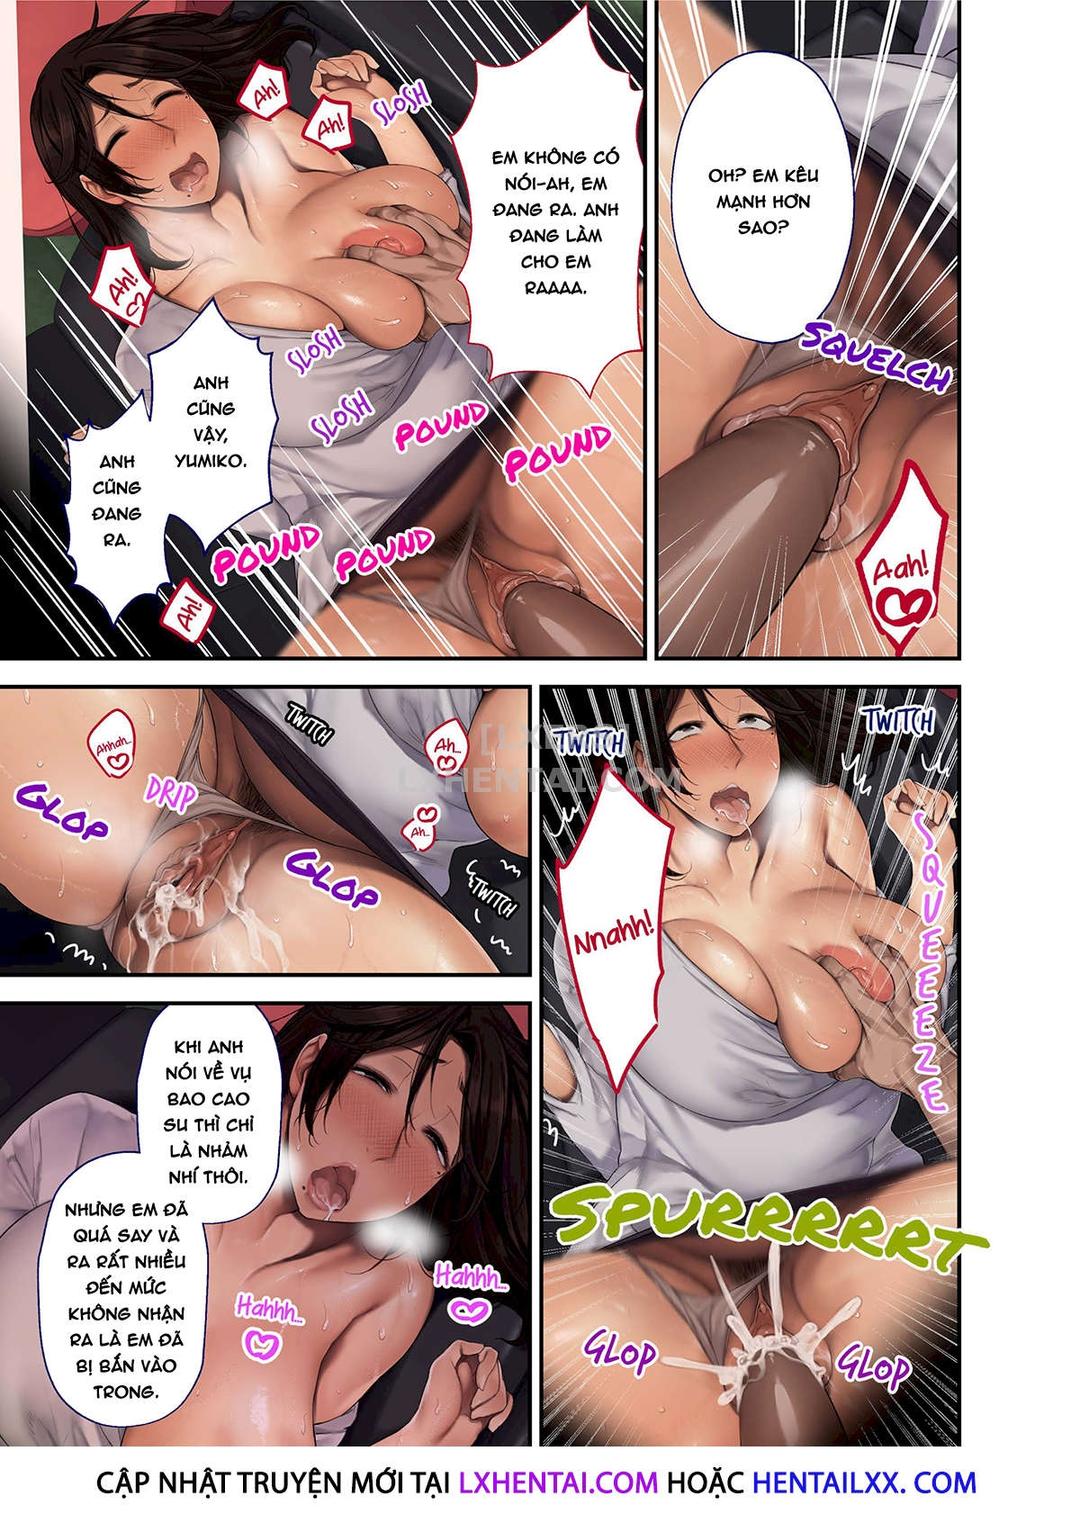 OH? EM KÊU
MẠNH HƠN
SAO?
SQUELCH
Aah!
EM KHÔNG CÓ
NÓI-AH, EM
ĐANG RA. ANH
ĐANG LÀM
CHO EM
RAAAA.
Ah!
Ah!
SLOSH
Ah!
SLOSH
SLOSH
POUND
POUND
ANH
CŨNG
VẬY,
YUMIKO.
ANH
CŨNG
ĐANG
RA.
POUND
POUND
Ah!
TWITCH
TWITCH
Nnahh!
SQUEEEEZE
SPURRRRRT
GLOP
GLOP
Ahhah...
TWITCH
Ah...
DRIP
GLOP
Ah...
GLOP
TWITCH
KHI ANH
NÓI VỀ VỤ
BAO CAO
SU THÌ CHỈ
LÀ NHẢM
NHÍ THÔI.
NHƯNG EM ĐÃ
QUÁ SAY VÀ
RA RẤT NHIỀU
ĐẾN MỨC
KHÔNG NHẬN
RA LÀ EM ĐÃ
BỊ BẮN VÀO
TRONG.
Hahhh...
Hahhh...
LXHENTAI.COM
CẬP NHẬT TRUYỆN MỚI TẠI LXHENTAI.COM HOẶC HENTAILXX. COM